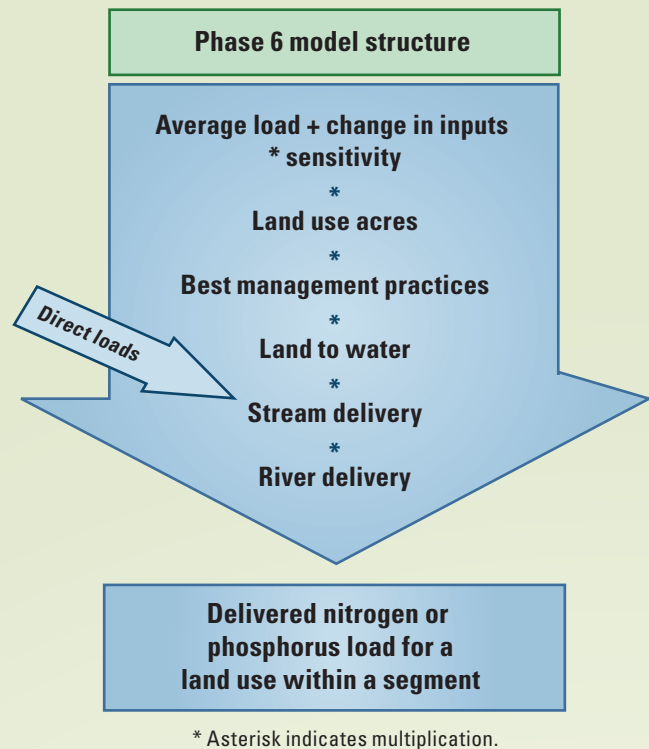 Phase 6 model structure
Average load + change in inputs
* sensitivity
*
Land use acres
*
Best management practices
*
Land to water
*
Direct loads
Stream delivery
*
River delivery
Delivered nitrogen or
phosphorus load for a
land use within a segment
* Asterisk indicates multiplication.